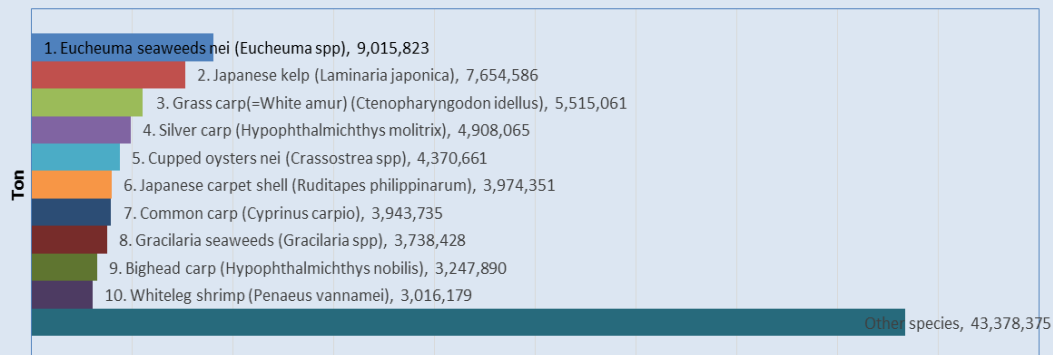 Ton
1. Eucheuma seaweeds nei (Eucheuma spp), 9,015,823
2. Japanese kelp (Laminaria japonica), 7,654,586
3. Grass carp(=White amur) (Ctenopharyngodon idellus), 5,515,061
4. Silver carp (Hypophthalmichthys molitrix), 4,908,065
5. Cupped oysters nei (Crassostrea spp), 4,370,661
6. Japanese carpet shell (Ruditapes philippinarum), 3,974,351
7. Common carp (Cyprinus carpio), 3,943,735
8. Gracilaria seaweeds (Gracilaria spp), 3,738,428
9. Bighead carp (Hypophthalmichthys nobilis), 3,247,890
10. Whiteleg shrimp (Penaeus vannamei), 3,016,179
Other species, 43,378,375